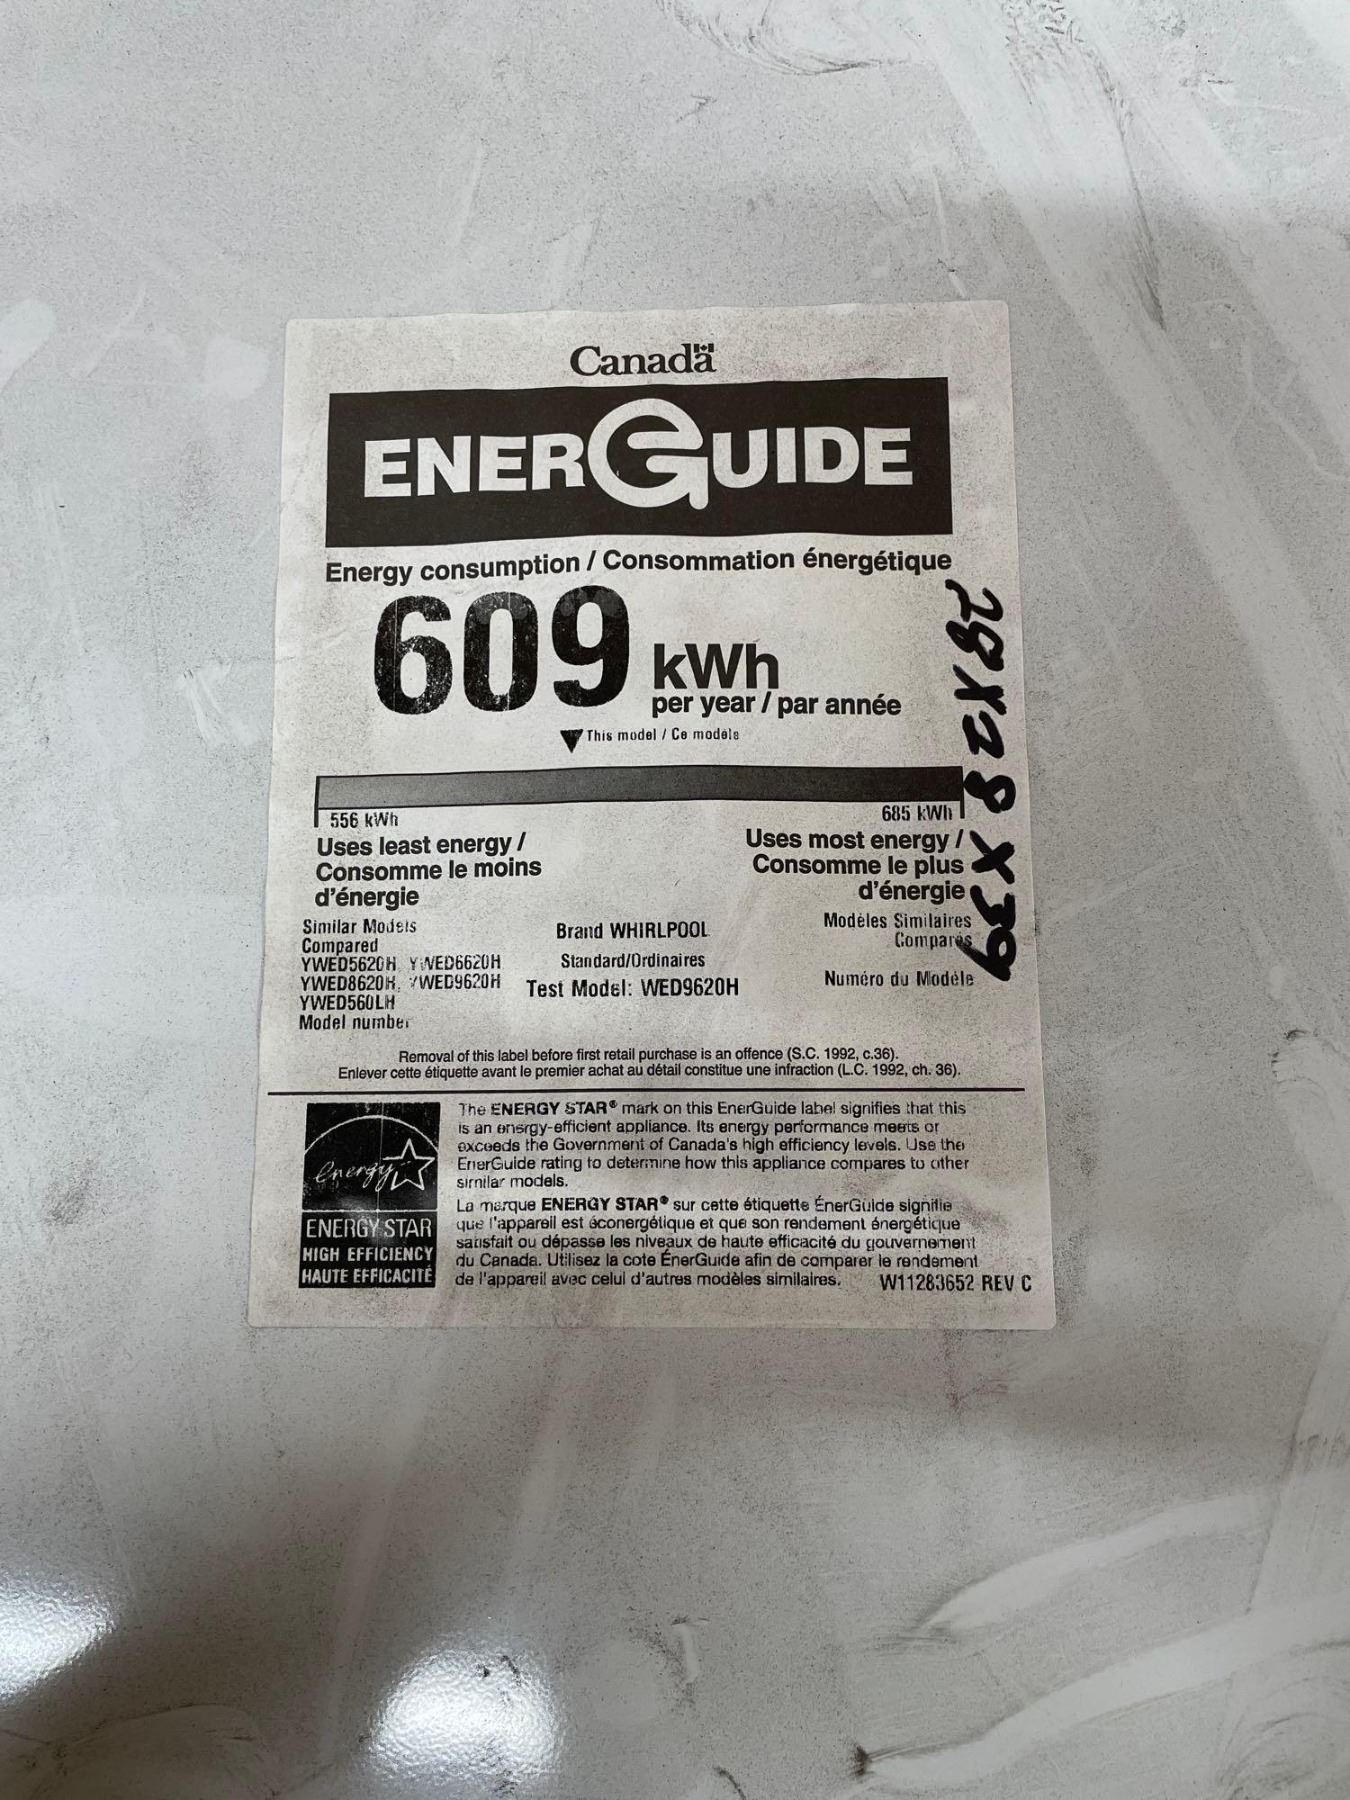 Canada
ENERGUIDE
Energy consumption / Consommation énergétique
609 kWh
per year / par année
This model / Ce modèle
556 kWh
685 kWh
Uses least energy /
Consomme le moins
d'énergie
Uses most energy /
Consomme le plus
d'énergie
Similar Models
Compared
YWED5620H, YWED6620H
YWED8620H, YWED9620H
YWED560LH
Model number
Brand WHIRLPOOL
Standard/Ordinaires
Test Model: WED9620H
Modèles Similaires
Comparés
Numéro du Modèle
28X28X39
Removal of this label before first retail purchase is an offence (S.C. 1992, c.36).
Enlever cette étiquette avant le premier achat au détail constitue une infraction (L.C. 1992, ch. 36).
energy
ENERGY STAR
HIGH EFFICIENCY
HAUTE EFFICACITÉ
The ENERGY STAR® mark on this EnerGuide label signifies that this
is an energy-efficient appliance. Its energy performance meets or
exceeds the Government of Canada's high efficiency levels. Use the
EnerGuide rating to determine how this appliance compares to other
similar models.
La marque ENERGY STAR® sur cette étiquette ÉnerGuide signifie
que l'appareil est éconergétique et que son rendement énergétique
satisfait ou dépasse les niveaux de haute efficacité du gouvernement
du Canada. Utilisez la cote ÉnerGuide afin de comparer le rendement
de l'appareil avec celui d'autres modèles similaires.
W11283652 REV C